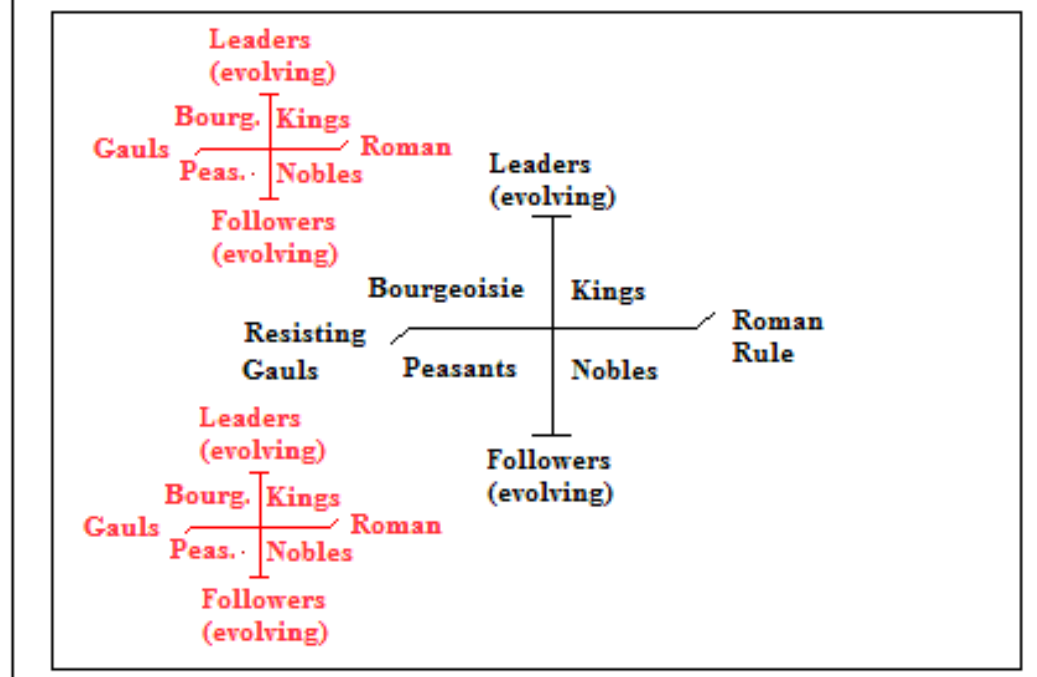 Leaders
(evolving)
Bourg. Kings
Gauls Roman
Peas. Nobles
Followers
(evolving)
Leaders
(evolving)
Bourgeoisie Kings
Resisting
Gauls
Roman
Rule
Peasants Nobles
Followers
(evolving)
Leaders
(evolving)
Bourg. Kings
Gauls Roman
Peas. Nobles
Followers
(evolving)